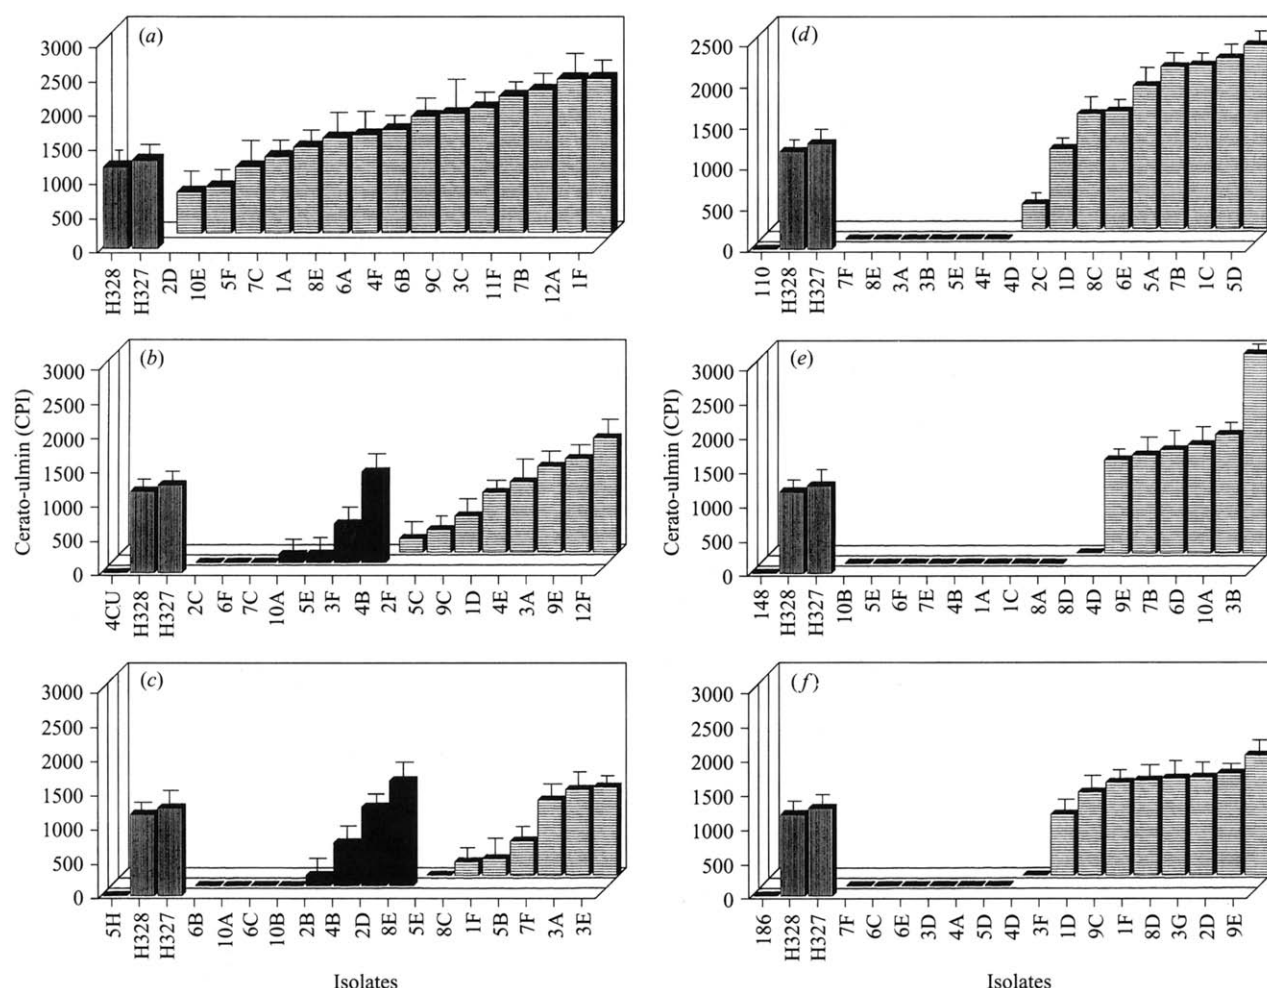 (a)
3000
2500
2000
1500
1000
500
0
H328 H327 2D 10E 5F 7C 1A 8E 6A 4F 6B 9C 3C 11F 7B 12A 1F
(d)
2500
2000
1500
1000
500
0
110 H328 H327 7F 8E 3A 3B 5E 4F 4D 2C 1D 8C 6E 5A 7B 1C 5D
Cerato-ulmin (CPI)
(b)
3000
2500
2000
1500
1000
500
0
4CU H328 H327 2C 6F 7C 10A 5E 3F 4B 2F 5C 9C 1D 4E 3A 9E 12F
Cerato-ulmin (CPI)
(e)
3000
2500
2000
1500
1000
500
0
148 H328 H327 10B 5E 6F 7E 4B 1A 1C 8A 8D 4D 9E 7B 6D 10A 3B
(c)
3000
2500
2000
1500
1000
500
0
5H H328 H327 6B 10A 6C 10B 2B 4B 2D 8E 5E 8C 1F 5B 7F 3A 3E
Isolates
(f)
3000
2500
2000
1500
1000
500
0
186 H328 H327 7F 6C 6E 3D 4A 5D 4D 3F 1D 9C 1F 8D 3G 2D 9E
Isolates